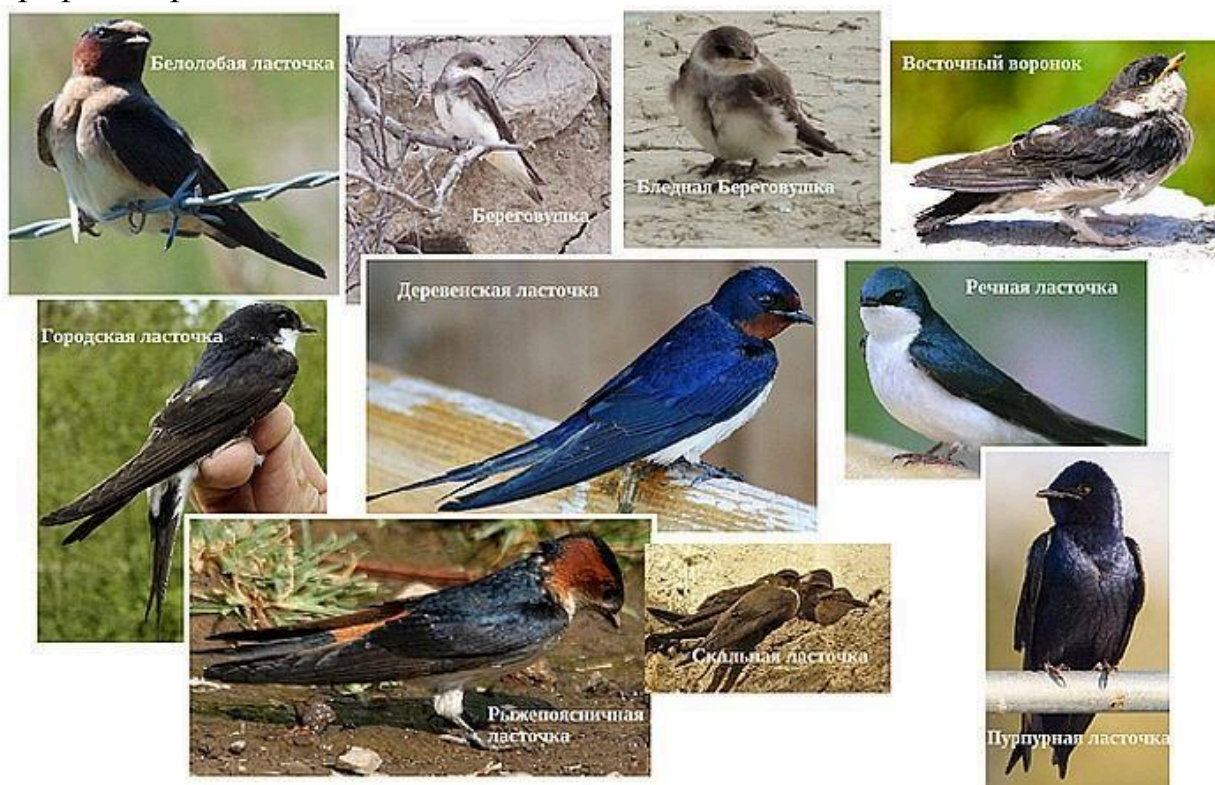 Белолобая ласточка
Береговушка
Бледная Береговушка
Восточный воронок
Городская ласточка
Деревенская ласточка
Речная ласточка
Рыжепоясничная
ласточка
Скальная ласточка
Пурпурная ласточка